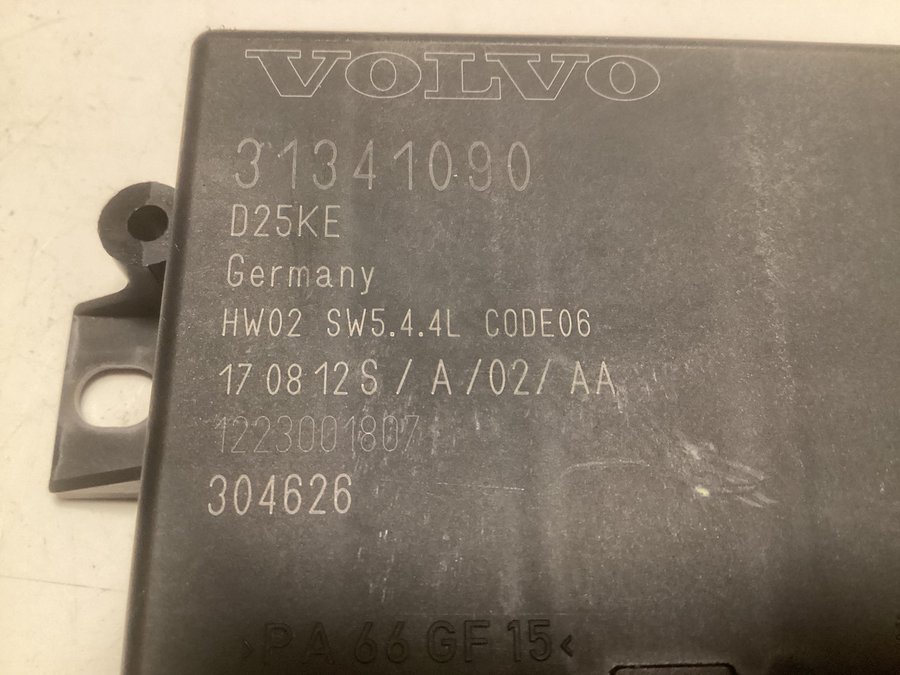 VOLVO
31341090
D25KE
Germany
HW02 SW5.4.4L CODE06
17 08 12 S / A / 02 / AA
1223001807
304626
>PA 66 GF 15<